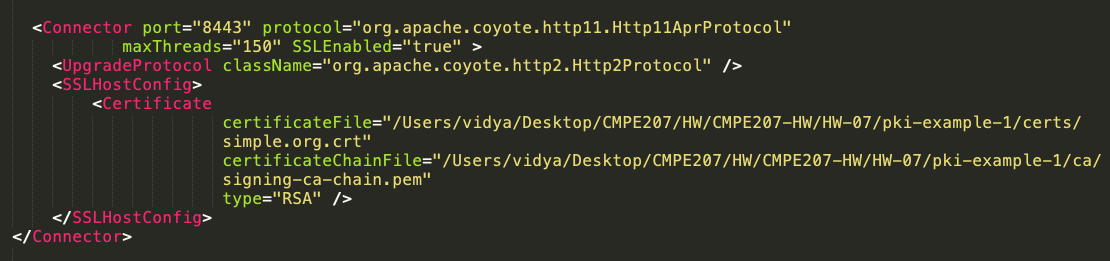 <Connector port="8443" protocol="org.apache.coyote.http11.Http11AprProtocol"
maxThreads="150" SSLEnabled="true" >
<UpgradeProtocol className="org.apache.coyote.http2.Http2Protocol" />
<SSLHostConfig>
<Certificate
certificateFile="/Users/vidya/Desktop/CMPE207/HW/CMPE207-HW/HW-07/pki-example-1/certs/
simple.org.crt"
certificateChainFile="/Users/vidya/Desktop/CMPE207/HW/CMPE207-HW/HW-07/pki-example-1/ca/
signing-ca-chain.pem"
type="RSA" />
</SSLHostConfig>
</Connector>